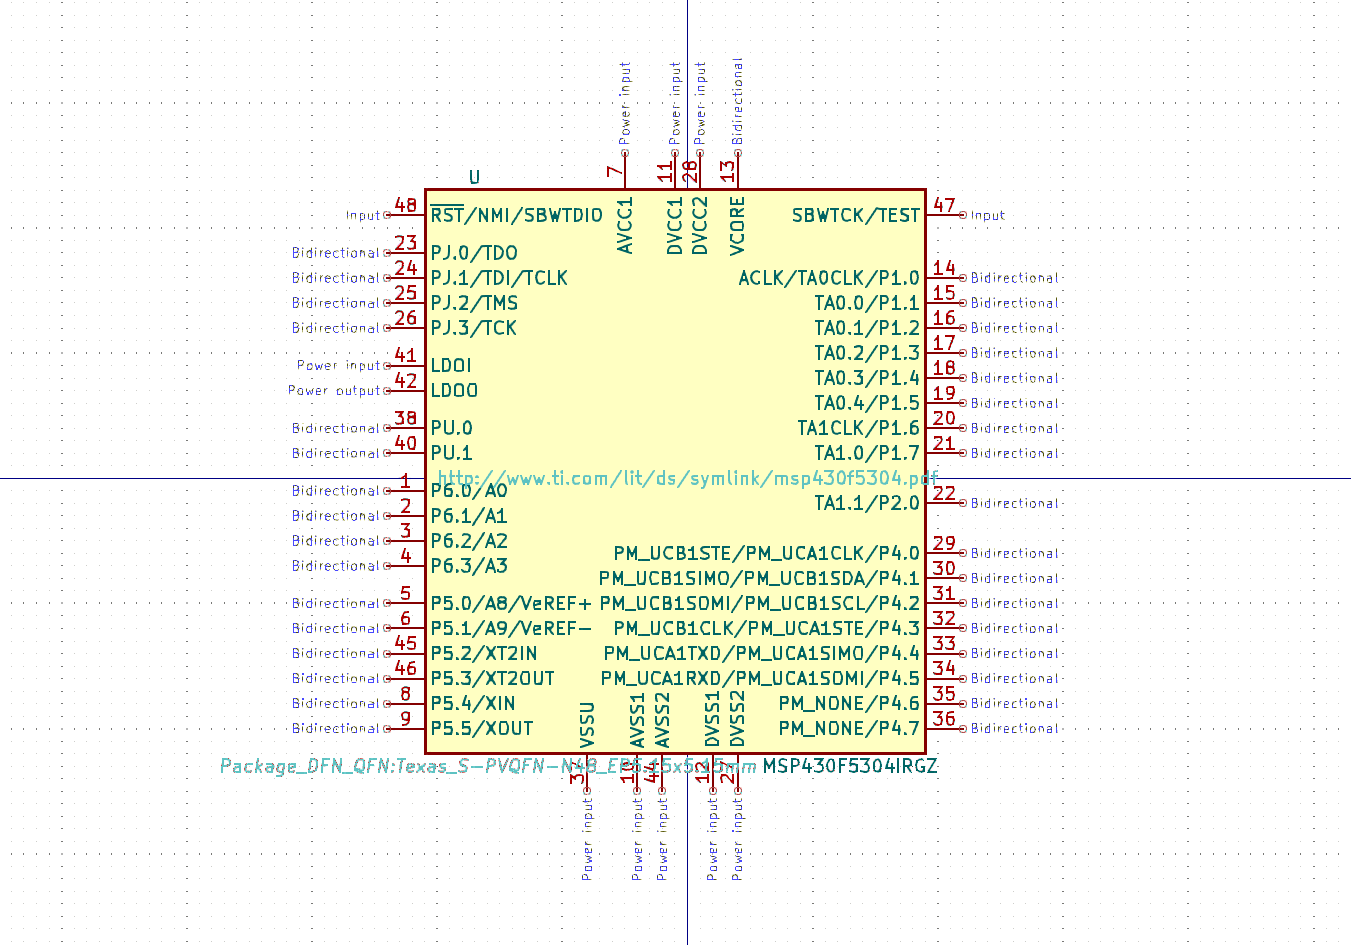 Power input
Power input
Power input
Bidirectional
7
11
28
13
U
AVCC1
DVCC1
DVCC2
VCORE
Input 48 RST/NMI/SBWTDIO
SBWTCK/TEST 47 Input
Bidirectional 23 PJ.0/TDO
Bidirectional 24 PJ.1/TDI/TCLK
ACLK/TA0CLK/P1.0 14 Bidirectional
Bidirectional 25 PJ.2/TMS
TA0.0/P1.1 15 Bidirectional
Bidirectional 26 PJ.3/TCK
TA0.1/P1.2 16 Bidirectional
TA0.2/P1.3 17 Bidirectional
Power input 41 LDOI
TA0.3/P1.4 18 Bidirectional
Power output 42 LDOO
TA0.4/P1.5 19 Bidirectional
Bidirectional 38 PU.0
TA1CLK/P1.6 20 Bidirectional
Bidirectional 40 PU.1
TA1.0/P1.7 21 Bidirectional
http://www.ti.com/lit/ds/symlink/msp430f5304.pdf
Bidirectional 1 P6.0/A0
TA1.1/P2.0 22 Bidirectional
Bidirectional 2 P6.1/A1
Bidirectional 3 P6.2/A2
PM_UCB1STE/PM_UCA1CLK/P4.0 29 Bidirectional
Bidirectional 4 P6.3/A3
PM_UCB1SIMO/PM_UCB1SDA/P4.1 30 Bidirectional
Bidirectional 5 P5.0/A8/VeREF+
PM_UCB1SOMI/PM_UCB1SCL/P4.2 31 Bidirectional
Bidirectional 6 P5.1/A9/VeREF-
PM_UCB1CLK/PM_UCA1STE/P4.3 32 Bidirectional
Bidirectional 45 P5.2/XT2IN
PM_UCA1TXD/PM_UCA1SIMO/P4.4 33 Bidirectional
Bidirectional 46 P5.3/XT2OUT
PM_UCA1RXD/PM_UCA1SOMI/P4.5 34 Bidirectional
Bidirectional 8 P5.4/XIN
PM_NONE/P4.6 35 Bidirectional
Bidirectional 9 P5.5/XOUT
PM_NONE/P4.7 36 Bidirectional
VSSU
AVSS1
AVSS2
DVSS1
DVSS2
Package_DFN_QFN:Texas_S-PVQFN-N48_EP5.15x5.15mm
MSP430F5304IRGZ
44
12
Power input
Power input
Power input
Power input
Power input